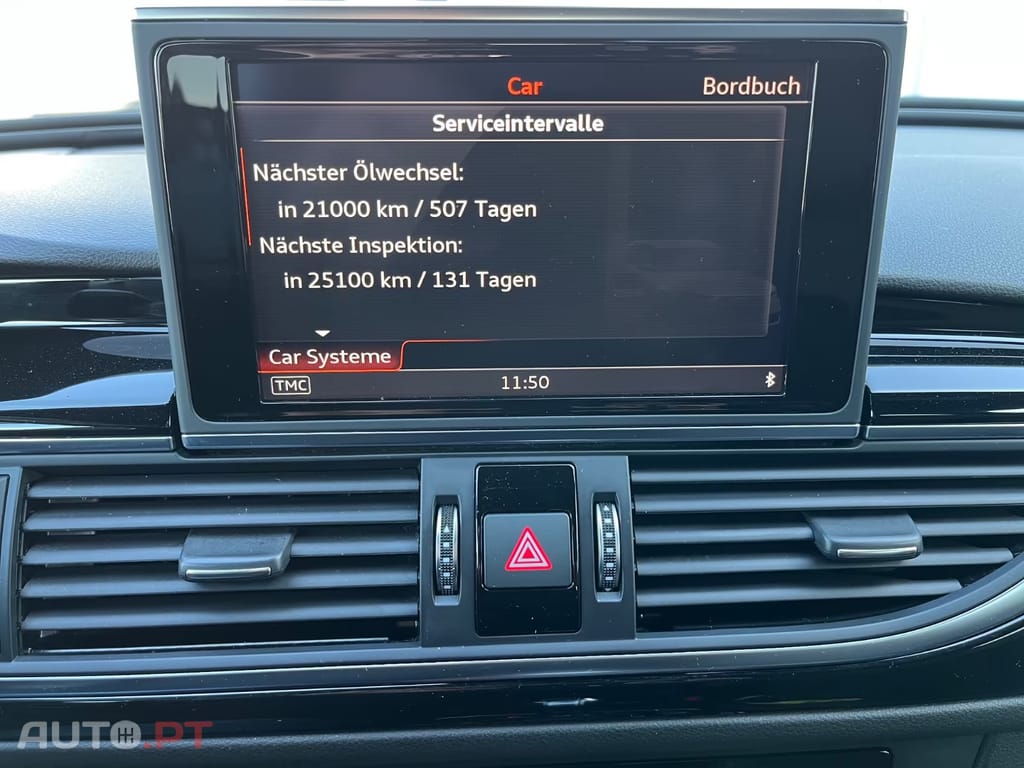 Car
Bordbuch
Serviceintervalle
Nächster Ölwechsel:
in 21000 km / 507 Tagen
Nächste Inspektion:
in 25100 km / 131 Tagen
Car Systeme
TMC
11:50
AUTO.PT